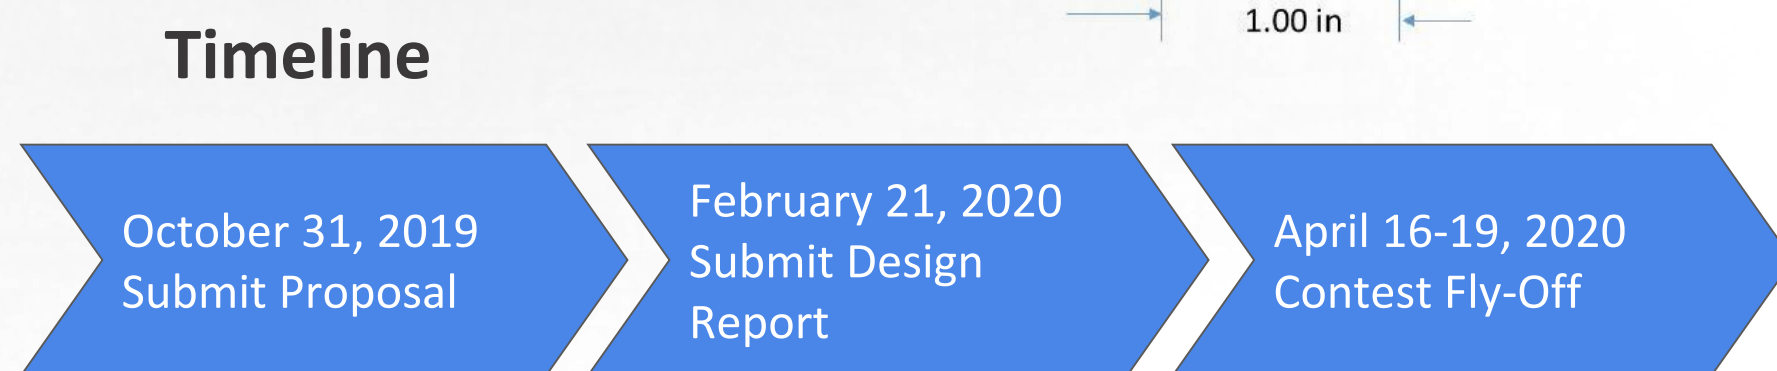 1.00 in
Timeline
October 31, 2019
Submit Proposal
February 21, 2020
Submit Design
Report
April 16-19, 2020
Contest Fly-Off